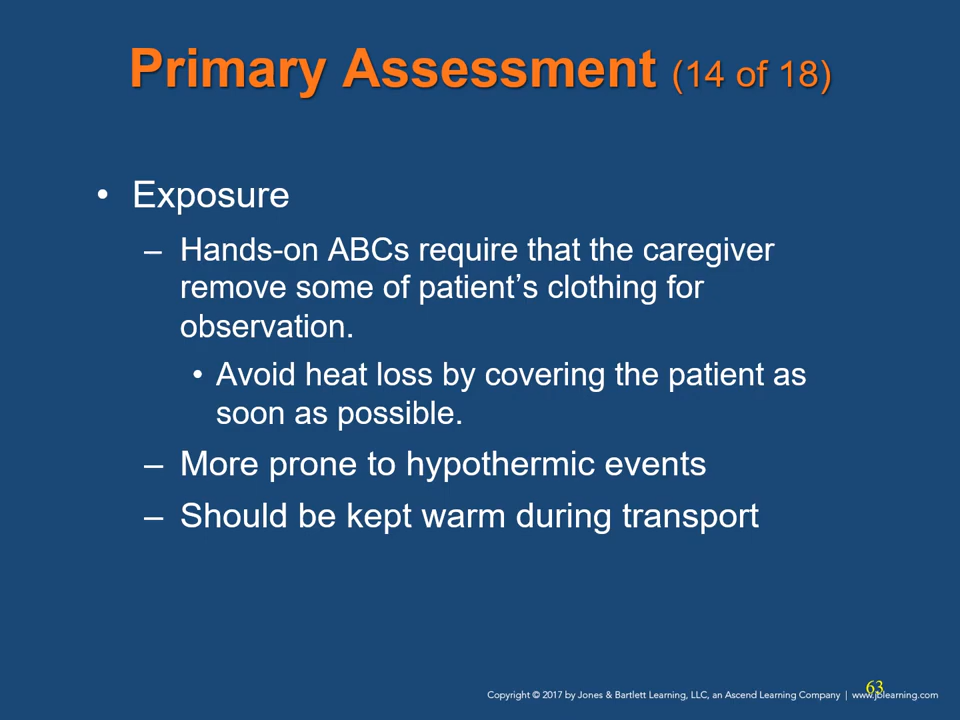 Primary Assessment (14 of 18)
• Exposure
– Hands-on ABCs require that the caregiver
remove some of patient’s clothing for
observation.
• Avoid heat loss by covering the patient as
soon as possible.
– More prone to hypothermic events
– Should be kept warm during transport
63
Copyright © 2017 by Jones & Bartlett Learning, LLC, an Ascend Learning Company | www.jblearning.com